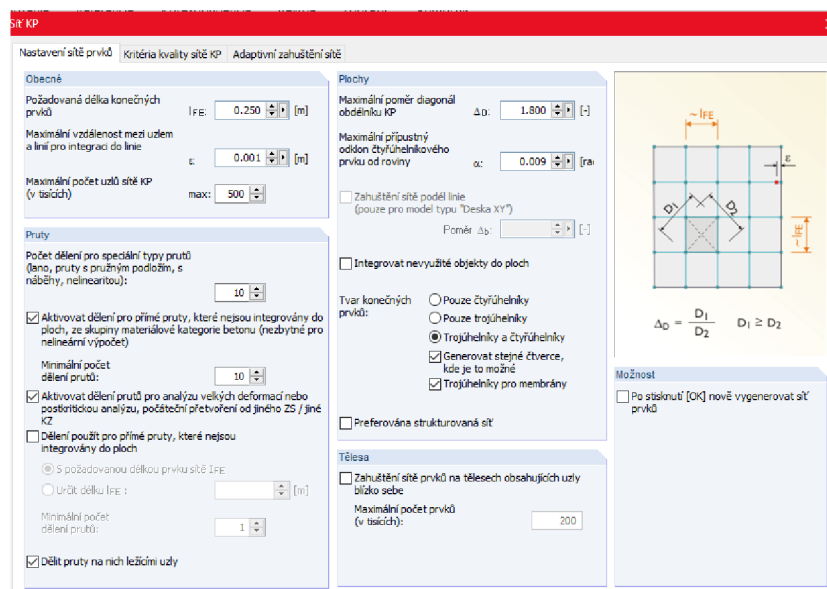 Síť KP
Nastavení sítě prvků
Kritéria kvality sítě KP
Adaptivní zahuštění sítě
Obecné
Požadovaná délka konečných
prvků
lFE:
0.250
[m]
Maximální vzdálenost mezi uzlem
a linií pro integraci do linie
ε:
0.001
[m]
Maximální počet uzlů sítě KP
(v tisících)
max:
500
Pruty
Počet dělení pro speciální typy prutů
(lano, pruty s pružným podložím, s
náběhy, nelinearitou):
10
Aktivovat dělení pro přímé pruty, které nejsou integrovány do
ploch, ze skupiny materiálové kategorie betonu (nezbytné pro
nelineární výpočet)
Minimální počet
dělení prutů:
10
Aktivovat dělení prutů pro analýzu velkých deformací nebo
postkritickou analýzu, počáteční přetvoření od jiného ZS / jiné
KZ
Dělení použít pro přímé pruty, které nejsou
integrovány do ploch
S požadovanou délkou prvku sítě lFE
Určit délku lFE :
[m]
Minimální počet
dělení prutů:
1
Dělit pruty na nich ležícími uzly
Plochy
Maximální poměr diagonál
obdélníku KP
ΔD:
1.800
[-]
Maximální přípustný
odklon čtyřúhelníkového
prvku od roviny
α:
0.009
[ra
Zahuštění sítě podél linie
(pouze pro model typu "Deska XY")
Poměr Δb:
[-]
Integrovat nevyužité objekty do ploch
Tvar konečných
prvků:
Pouze čtyřúhelníky
Pouze trojúhelníky
Trojúhelníky a čtyřúhelníky
Generovat stejné čtverce,
kde je to možné
Trojúhelníky pro membrány
Preferována strukturovaná síť
Tělesa
Zahuštění sítě prvků na tělesech obsahujících uzly
blízko sebe
Maximální počet prvků
(v tisících):
200
~ lFE
ε
D1
D2
~ lFE
ΔD = D1 / D2
D1 ≥ D2
Možnost
Po stisknutí [OK] nově vygenerovat síť
prvků